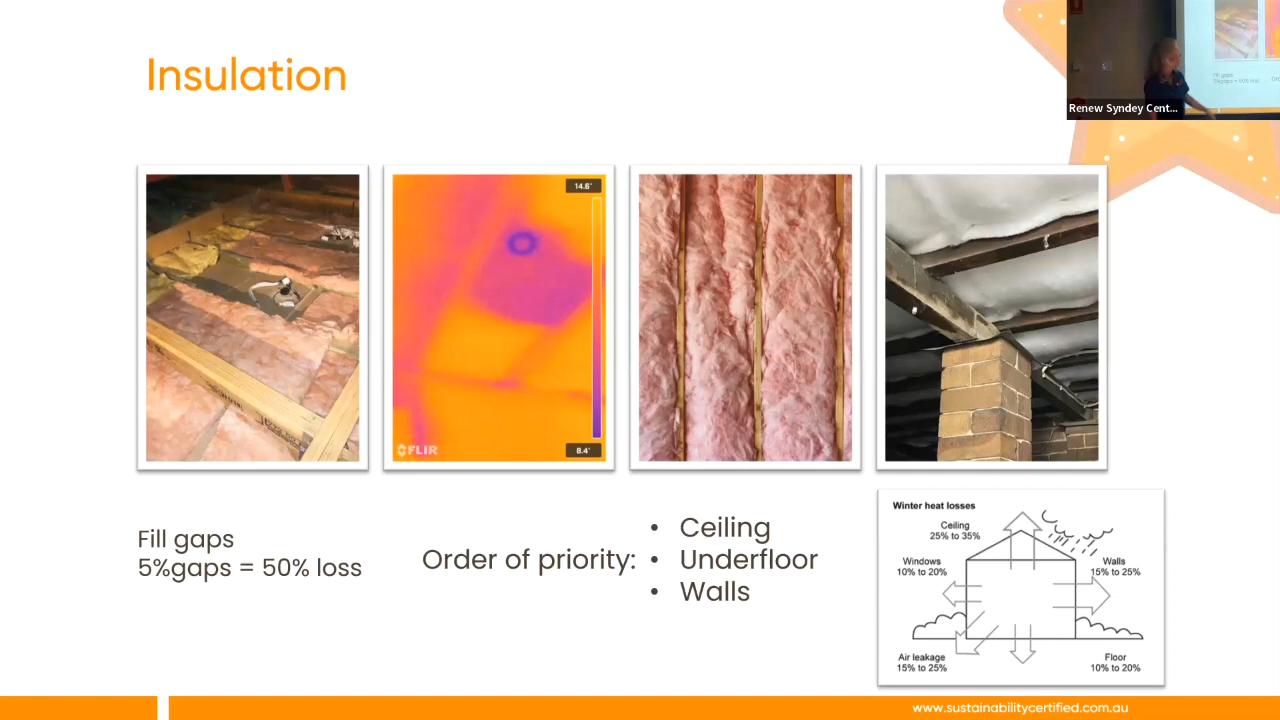 Insulation
Renew Syndey Cent...
14.6°
FLIR
8.4°
Fill gaps
5%gaps = 50% loss
Order of priority:
• Ceiling
• Underfloor
• Walls
Winter heat losses
Ceiling
25% to 35%
Windows
10% to 20%
Walls
15% to 25%
Air leakage
15% to 25%
Floor
10% to 20%
www.sustainabilitycertified.com.au